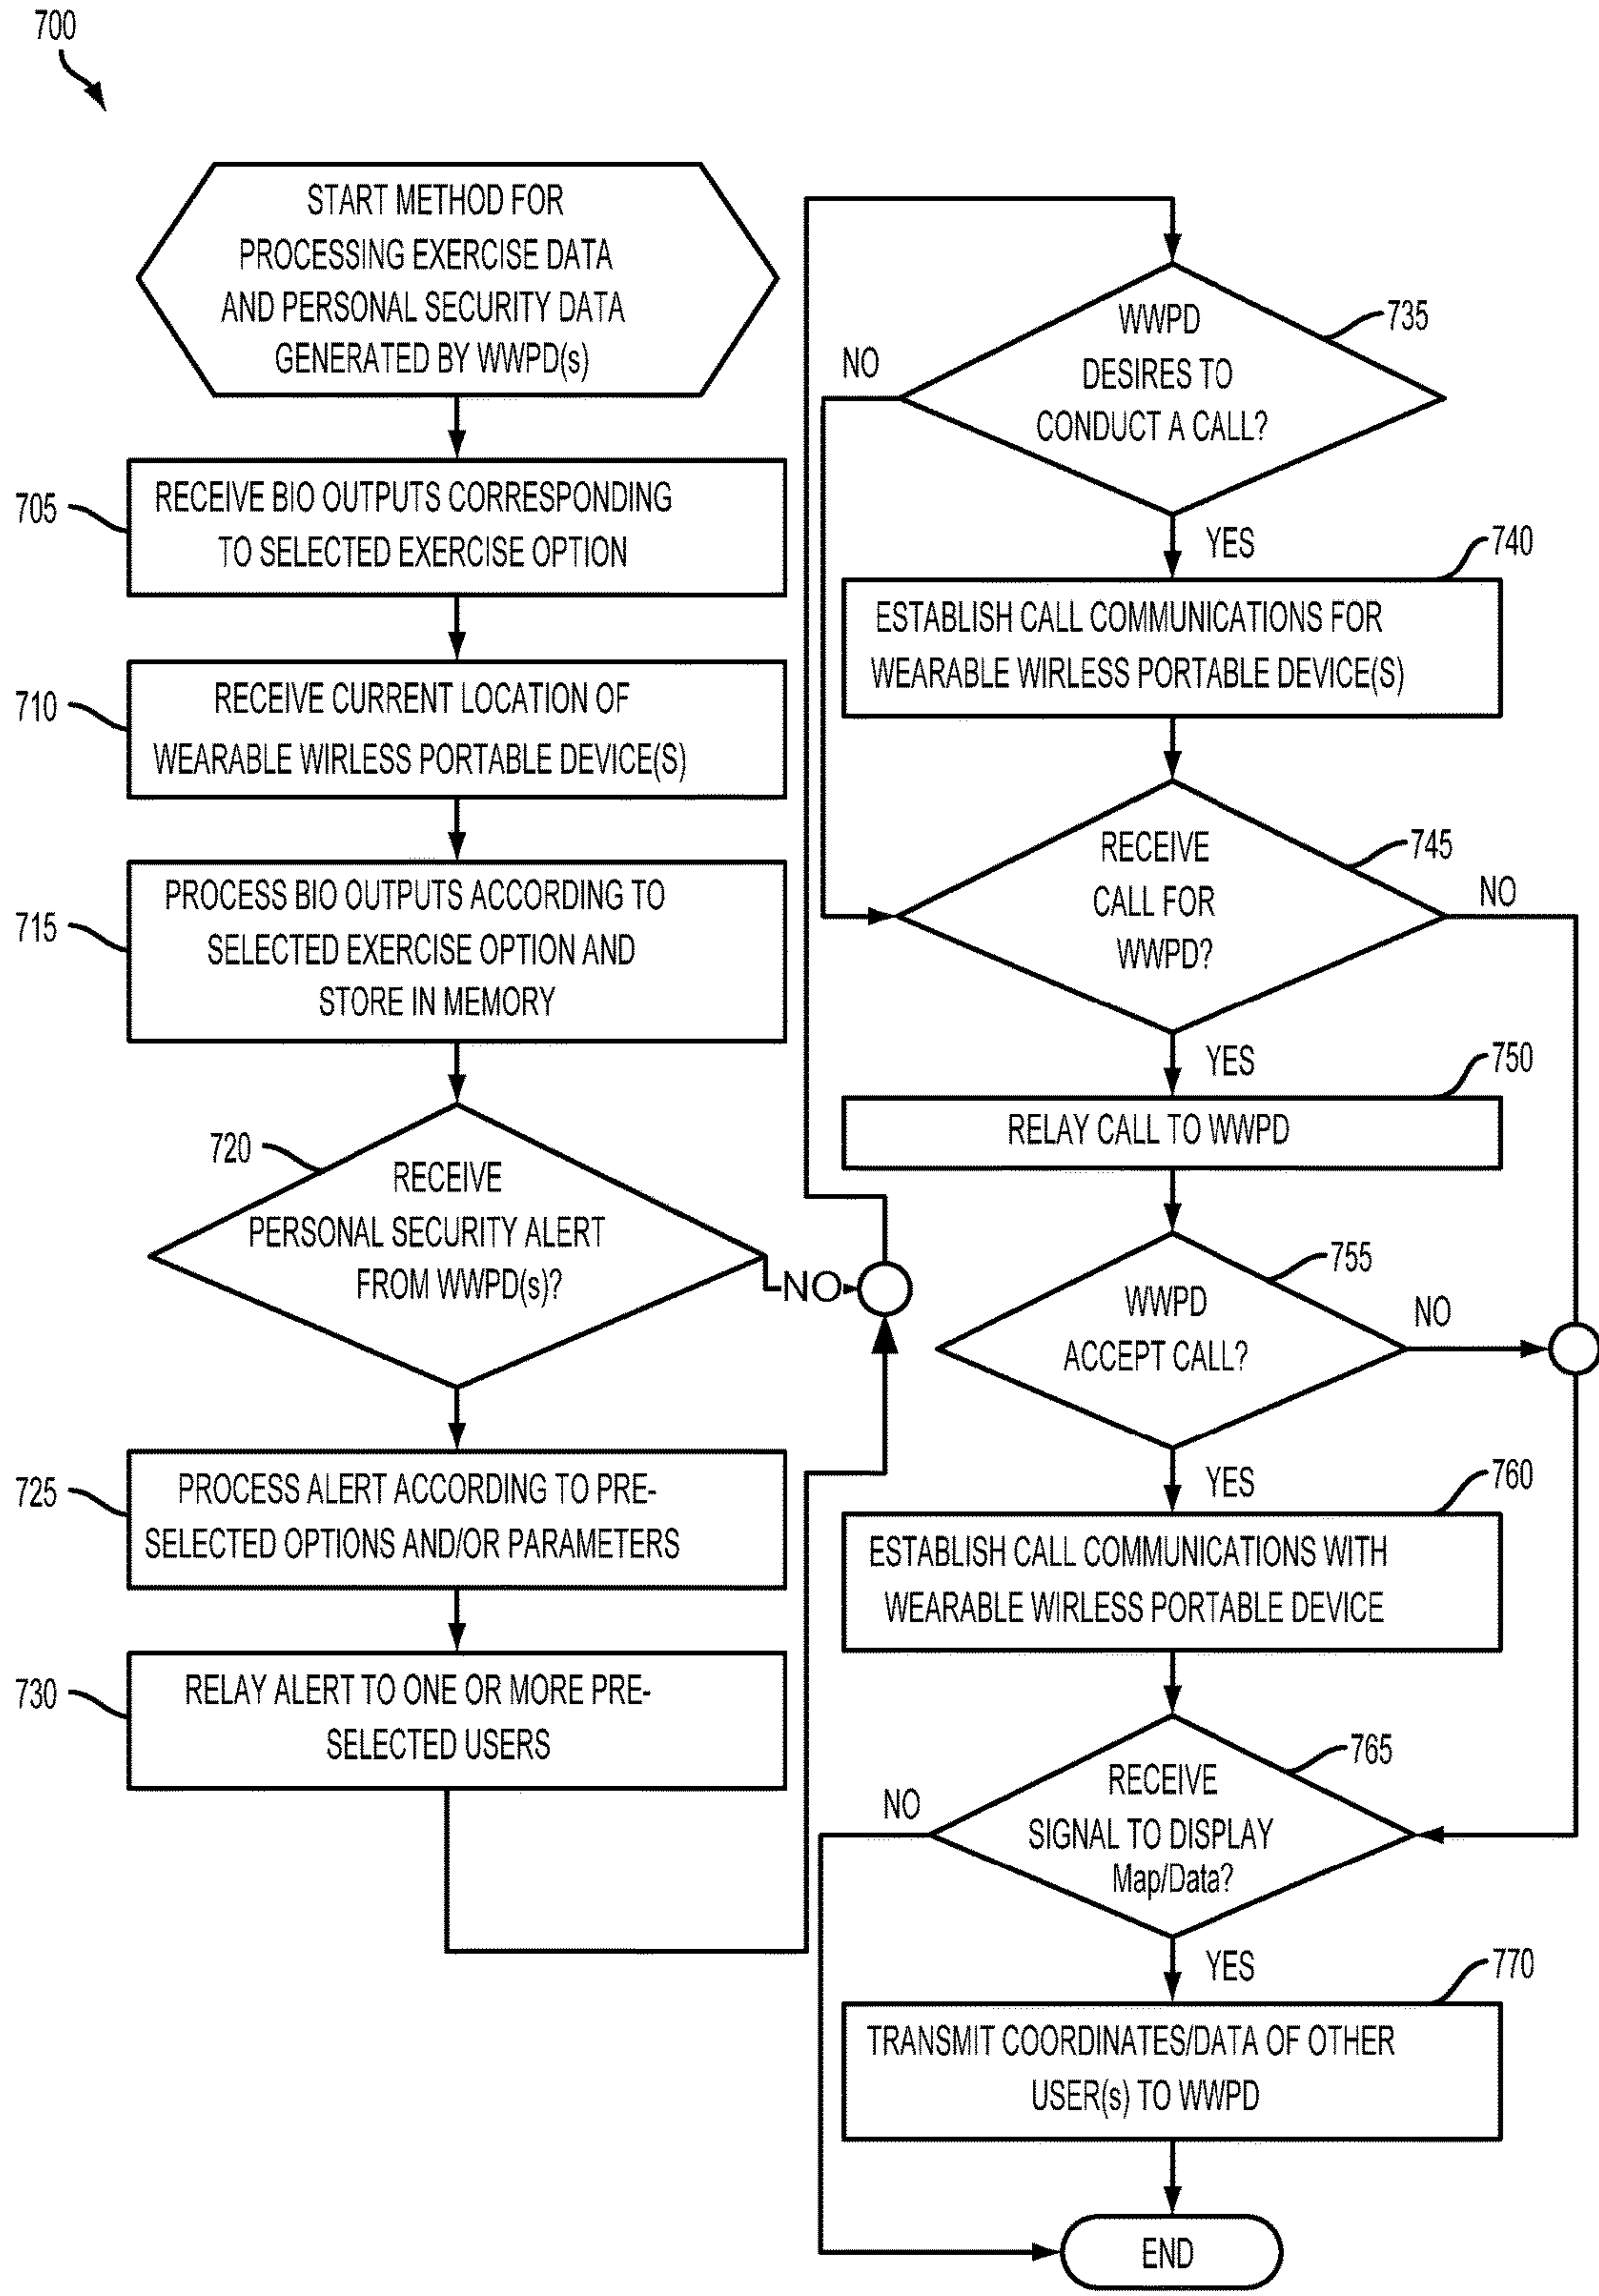 700
START METHOD FOR
PROCESSING EXERCISE DATA
AND PERSONAL SECURITY DATA
GENERATED BY WWPD(s)
705
RECEIVE BIO OUTPUTS CORRESPONDING
TO SELECTED EXERCISE OPTION
710
RECEIVE CURRENT LOCATION OF
WEARABLE WIRLESS PORTABLE DEVICE(S)
715
PROCESS BIO OUTPUTS ACCORDING TO
SELECTED EXERCISE OPTION AND
STORE IN MEMORY
720
RECEIVE
PERSONAL SECURITY ALERT
FROM WWPD(s)?
NO
725
PROCESS ALERT ACCORDING TO PRE-
SELECTED OPTIONS AND/OR PARAMETERS
730
RELAY ALERT TO ONE OR MORE PRE-
SELECTED USERS
735
WWPD
DESIRES TO
CONDUCT A CALL?
NO
YES
740
ESTABLISH CALL COMMUNICATIONS FOR
WEARABLE WIRLESS PORTABLE DEVICE(S)
745
RECEIVE
CALL FOR
WWPD?
NO
YES
750
RELAY CALL TO WWPD
755
WWPD
ACCEPT CALL?
NO
YES
760
ESTABLISH CALL COMMUNICATIONS WITH
WEARABLE WIRLESS PORTABLE DEVICE
765
RECEIVE
SIGNAL TO DISPLAY
Map/Data?
NO
YES
770
TRANSMIT COORDINATES/DATA OF OTHER
USER(s) TO WWPD
END